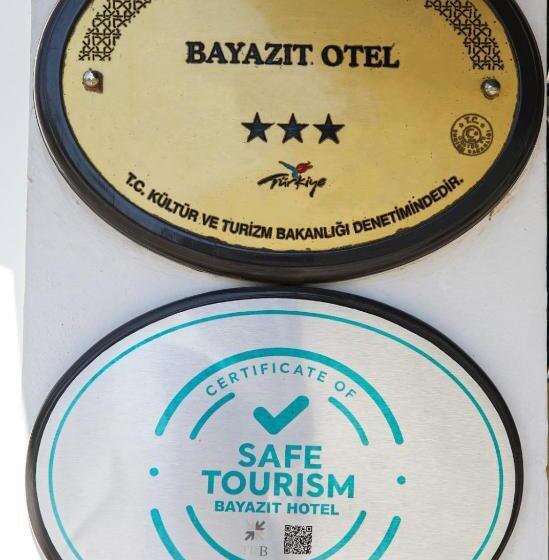 BAYAZIT OTEL
★★★
Türkiye
T.C. KÜLTÜR VE TURİZM BAKANLIĞI DENETİMİNDEDİR.
CERTIFICATE OF
SAFE
TOURISM
BAYAZIT HOTEL